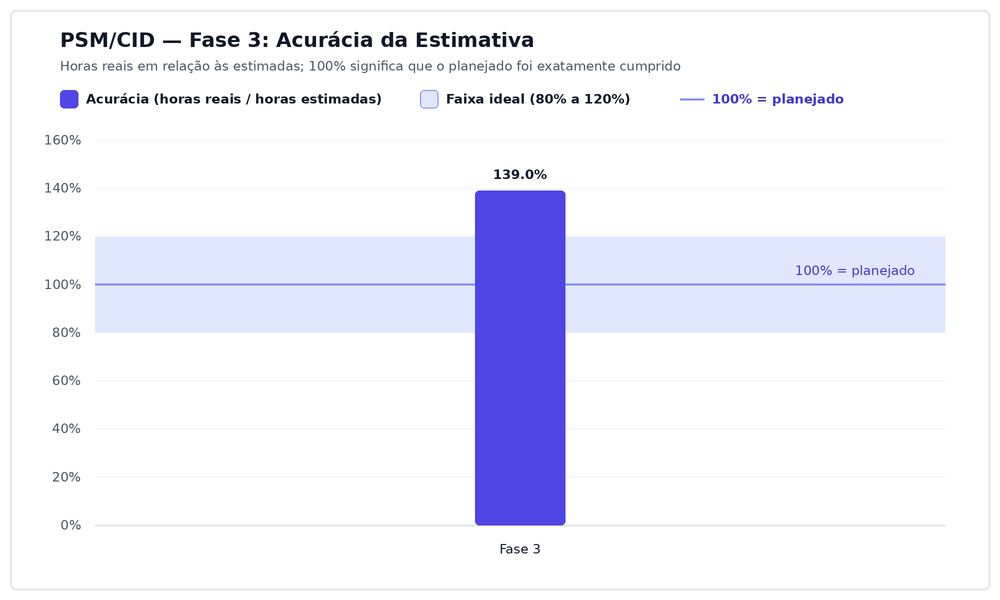 PSM/CID — Fase 3: Acurácia da Estimativa
Horas reais em relação às estimadas; 100% significa que o planejado foi exatamente cumprido
Acurácia (horas reais / horas estimadas)
Faixa ideal (80% a 120%)
100% = planejado
160%
139.0%
140%
120%
100% = planejado
100%
80%
60%
40%
20%
0%
Fase 3